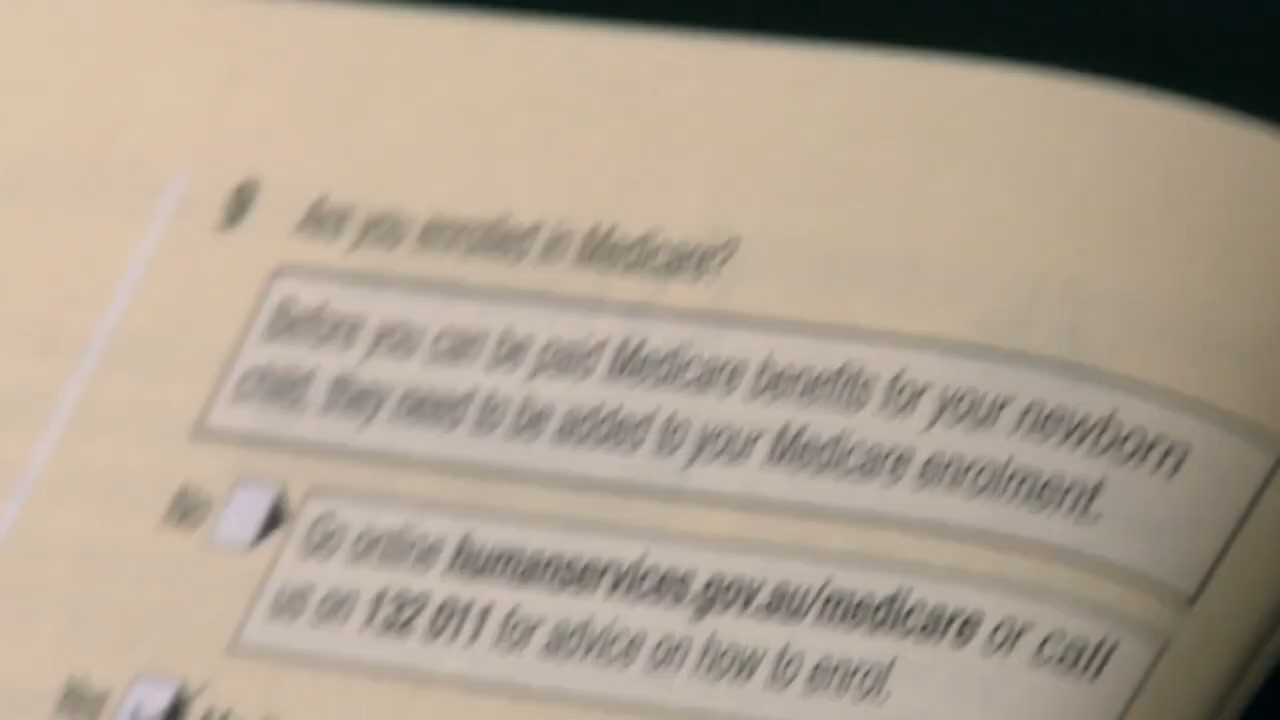 9 Are you enrolled in Medicare?
Before you can be paid Medicare benefits for your newborn
child, they need to be added to your Medicare enrolment.
No Go online humanservices.gov.au/medicare or call
us on 132 011 for advice on how to enrol.